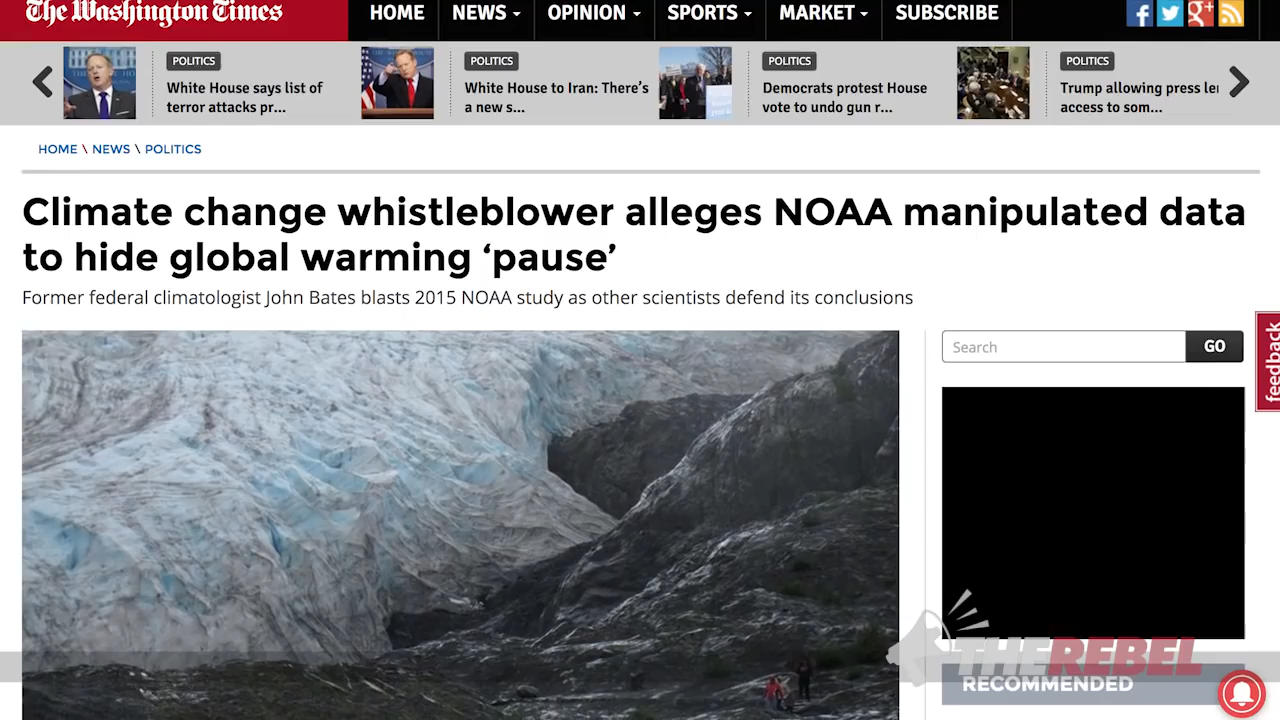 The Washington Times
HOME NEWS OPINION SPORTS MARKET SUBSCRIBE
POLITICS
White House says list of
terror attacks pr...
POLITICS
White House to Iran: There's
a new s...
POLITICS
Democrats protest House
vote to undo gun r...
POLITICS
Trump allowing press
access to som...
HOME \ NEWS \ POLITICS
Climate change whistleblower alleges NOAA manipulated data
to hide global warming ‘pause’
Former federal climatologist John Bates blasts 2015 NOAA study as other scientists defend its conclusions
Search GO
feedback
THEREBEL
RECOMMENDED